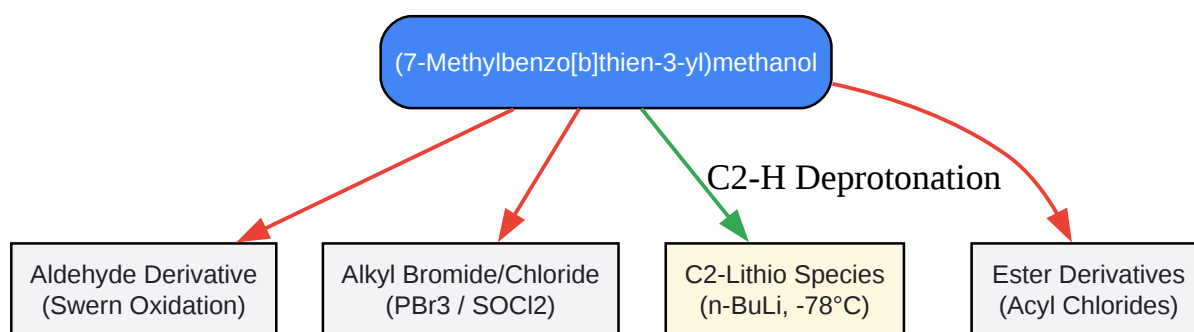 (7-Methylbenzo[b]thien-3-yl)methanol
C2-H Deprotonation
Aldehyde Derivative
(Swern Oxidation)
Alkyl Bromide/Chloride
(PBr3 / SOCl2)
C2-Lithio Species
(n-BuLi, -78°C)
Ester Derivatives
(Acyl Chlorides)